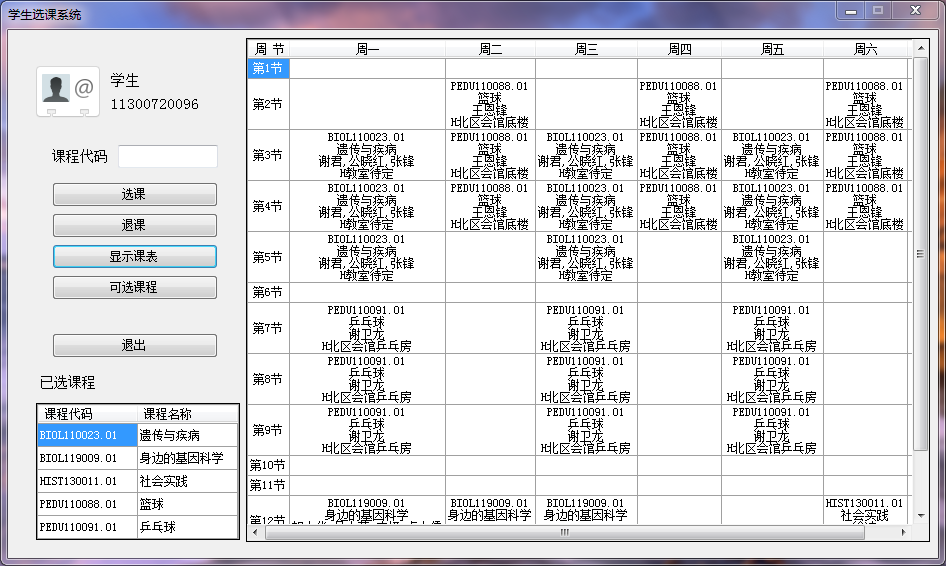 学生选课系统
学生
11300720096
课程代码
选课
退课
显示课表
可选课程
退出
已选课程
课程代码 课程名称
BIOL110023.01 遗传与疾病
BIOL119009.01 身边的基因科学
HIST130011.01 社会实践
PEDU110088.01 篮球
PEDU110091.01 乒乓球
周 节 周一 周二 周三 周四 周五 周六
第1节
PEDU110088.01 PEDU110088.01 PEDU110088.01
篮球 篮球 篮球
第2节 王恩锋 王恩锋 王恩锋
H北区会馆底楼 H北区会馆底楼 H北区会馆底楼
BIOL110023.01 PEDU110088.01 BIOL110023.01 PEDU110088.01 BIOL110023.01 PEDU110088.01
遗传与疾病 篮球 遗传与疾病 篮球 遗传与疾病 篮球
第3节 谢君,公晓红,张锋 王恩锋 谢君,公晓红,张锋 王恩锋 谢君,公晓红,张锋 王恩锋
H教室待定 H北区会馆底楼 H教室待定 H北区会馆底楼 H教室待定 H北区会馆底楼
BIOL110023.01 PEDU110088.01 BIOL110023.01 PEDU110088.01 BIOL110023.01 PEDU110088.01
遗传与疾病 篮球 遗传与疾病 篮球 遗传与疾病 篮球
第4节 谢君,公晓红,张锋 王恩锋 谢君,公晓红,张锋 王恩锋 谢君,公晓红,张锋 王恩锋
H教室待定 H北区会馆底楼 H教室待定 H北区会馆底楼 H教室待定 H北区会馆底楼
BIOL110023.01 BIOL110023.01 BIOL110023.01
遗传与疾病 遗传与疾病 遗传与疾病
第5节 谢君,公晓红,张锋 谢君,公晓红,张锋 谢君,公晓红,张锋
H教室待定 H教室待定 H教室待定
第6节
PEDU110091.01 PEDU110091.01 PEDU110091.01
乒乓球 乒乓球 乒乓球
第7节 谢卫龙 谢卫龙 谢卫龙
H北区会馆乒乓房 H北区会馆乒乓房 H北区会馆乒乓房
PEDU110091.01 PEDU110091.01 PEDU110091.01
乒乓球 乒乓球 乒乓球
第8节 谢卫龙 谢卫龙 谢卫龙
H北区会馆乒乓房 H北区会馆乒乓房 H北区会馆乒乓房
PEDU110091.01 PEDU110091.01 PEDU110091.01
乒乓球 乒乓球 乒乓球
第9节 谢卫龙 谢卫龙 谢卫龙
H北区会馆乒乓房 H北区会馆乒乓房 H北区会馆乒乓房
第10节
第11节
BIOL119009.01 BIOL119009.01 BIOL119009.01 HIST130011.01
身边的基因科学 身边的基因科学 身边的基因科学 社会实践
第12节